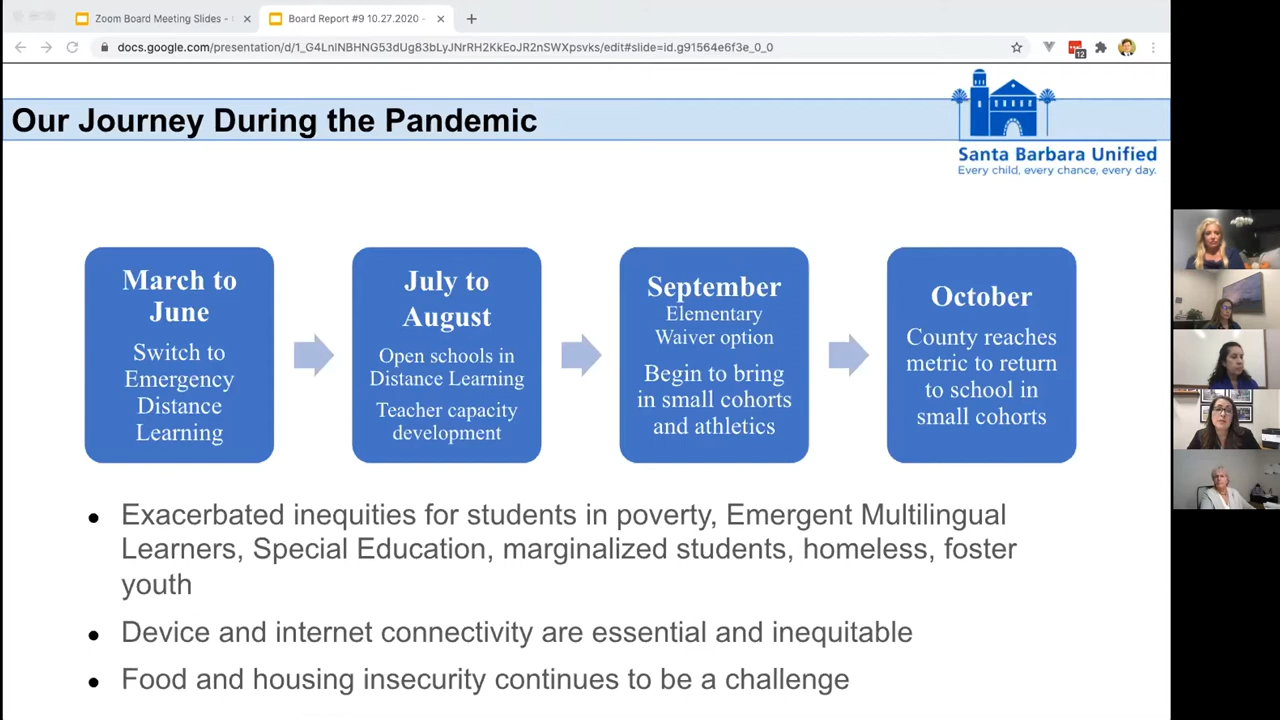 Zoom Board Meeting Slides -
Board Report #9 10.27.2020 -
docs.google.com/presentation/d/1_G4LnlNBHNG53dUg83bLyJNrRH2KkEoJR2nSWXpsvks/edit#slide=id.g91564e6f3e_0_0
12
Our Journey During the Pandemic
Santa Barbara Unified
Every child, every chance, every day.
March to
June
Switch to
Emergency
Distance
Learning
July to
August
Open schools in
Distance Learning
Teacher capacity
development
September
Elementary
Waiver option
Begin to bring
in small cohorts
and athletics
October
County reaches
metric to return
to school in
small cohorts
● Exacerbated inequities for students in poverty, Emergent Multilingual
Learners, Special Education, marginalized students, homeless, foster
youth
● Device and internet connectivity are essential and inequitable
● Food and housing insecurity continues to be a challenge